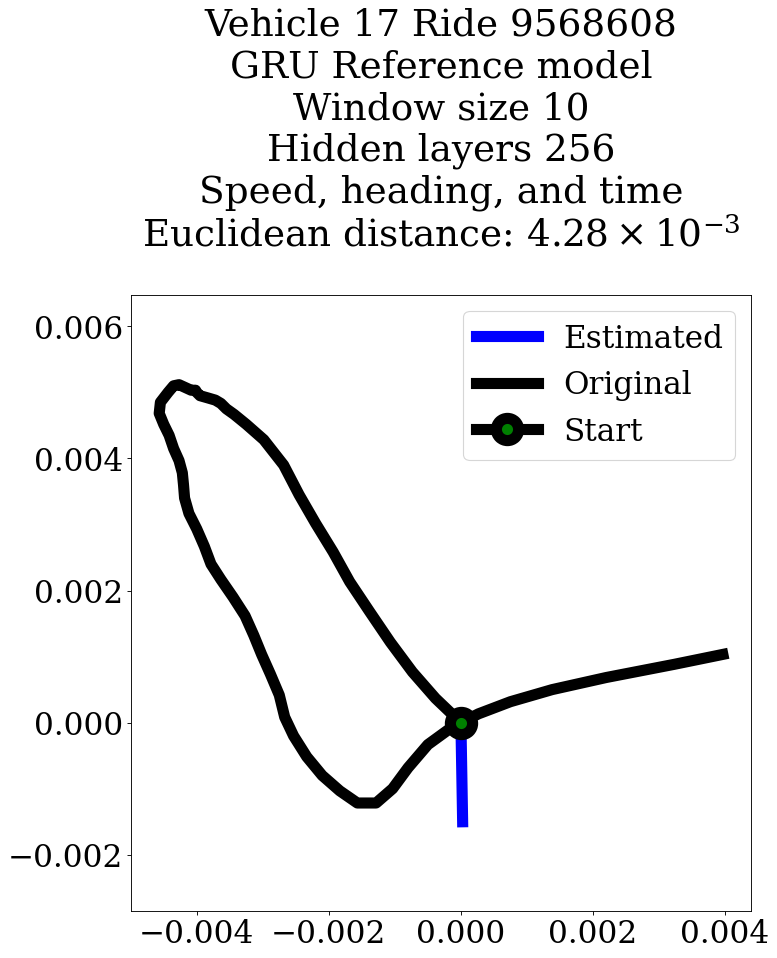 Vehicle 17 Ride 9568608
GRU Reference model
Window size 10
Hidden layers 256
Speed, heading, and time
Euclidean distance: 4.28 × 10⁻³
Estimated
Original
Start
0.006
0.004
0.002
0.000
−0.002
−0.004 −0.002 0.000 0.002 0.004